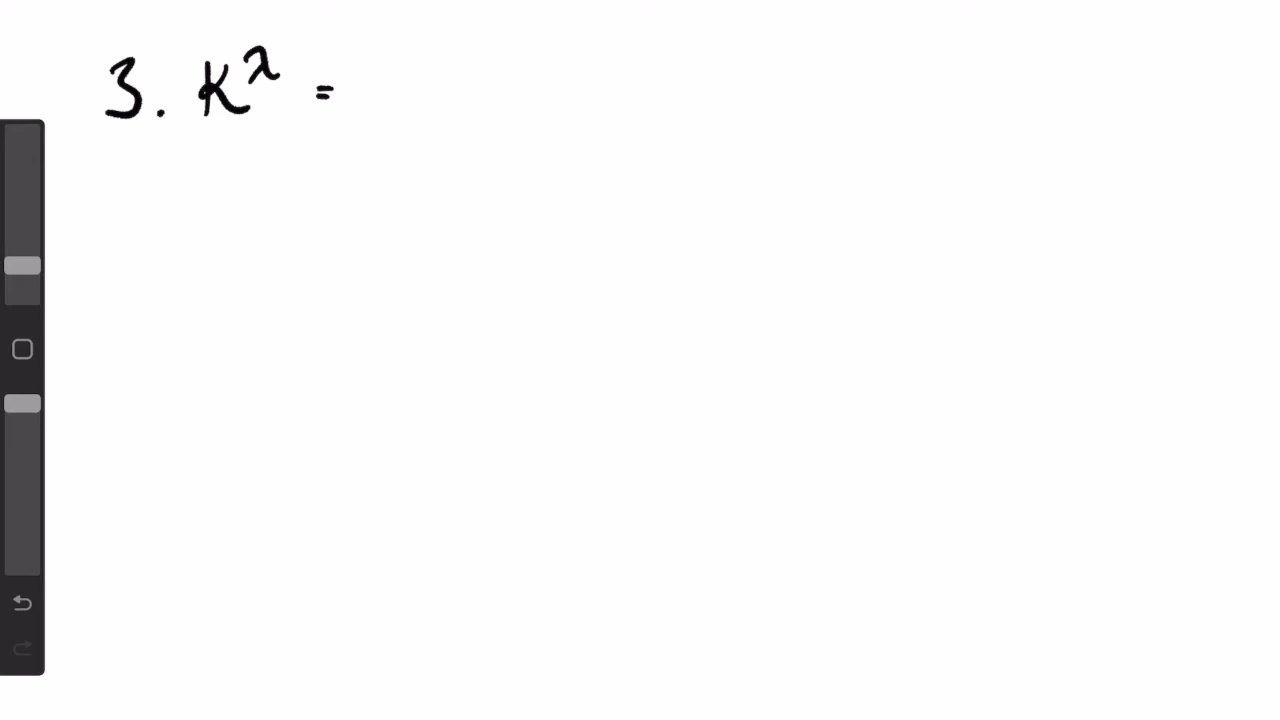 3. κ^λ =